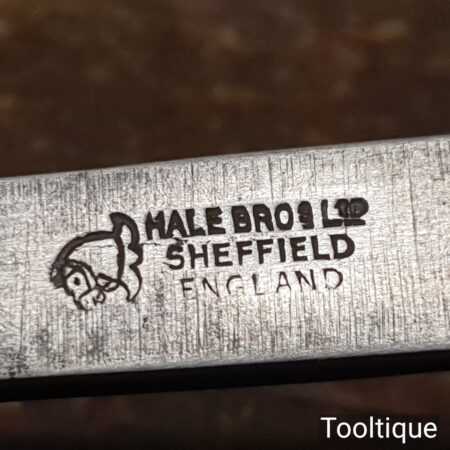 HALE BROS LTD
SHEFFIELD
ENGLAND
Tooltique